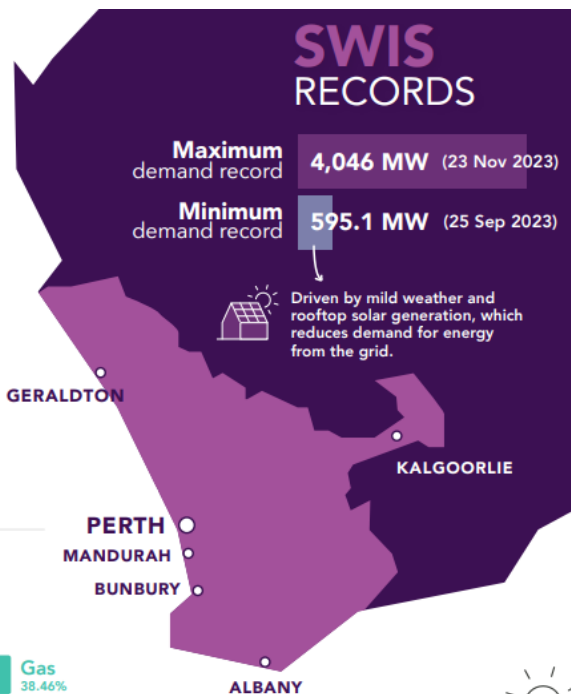 SWIS
RECORDS
Maximum
demand record
4,046 MW (23 Nov 2023)
Minimum
demand record
595.1 MW (25 Sep 2023)
Driven by mild weather and
rooftop solar generation, which
reduces demand for energy
from the grid.
GERALDTON
KALGOORLIE
PERTH
MANDURAH
BUNBURY
Gas
38.46%
ALBANY